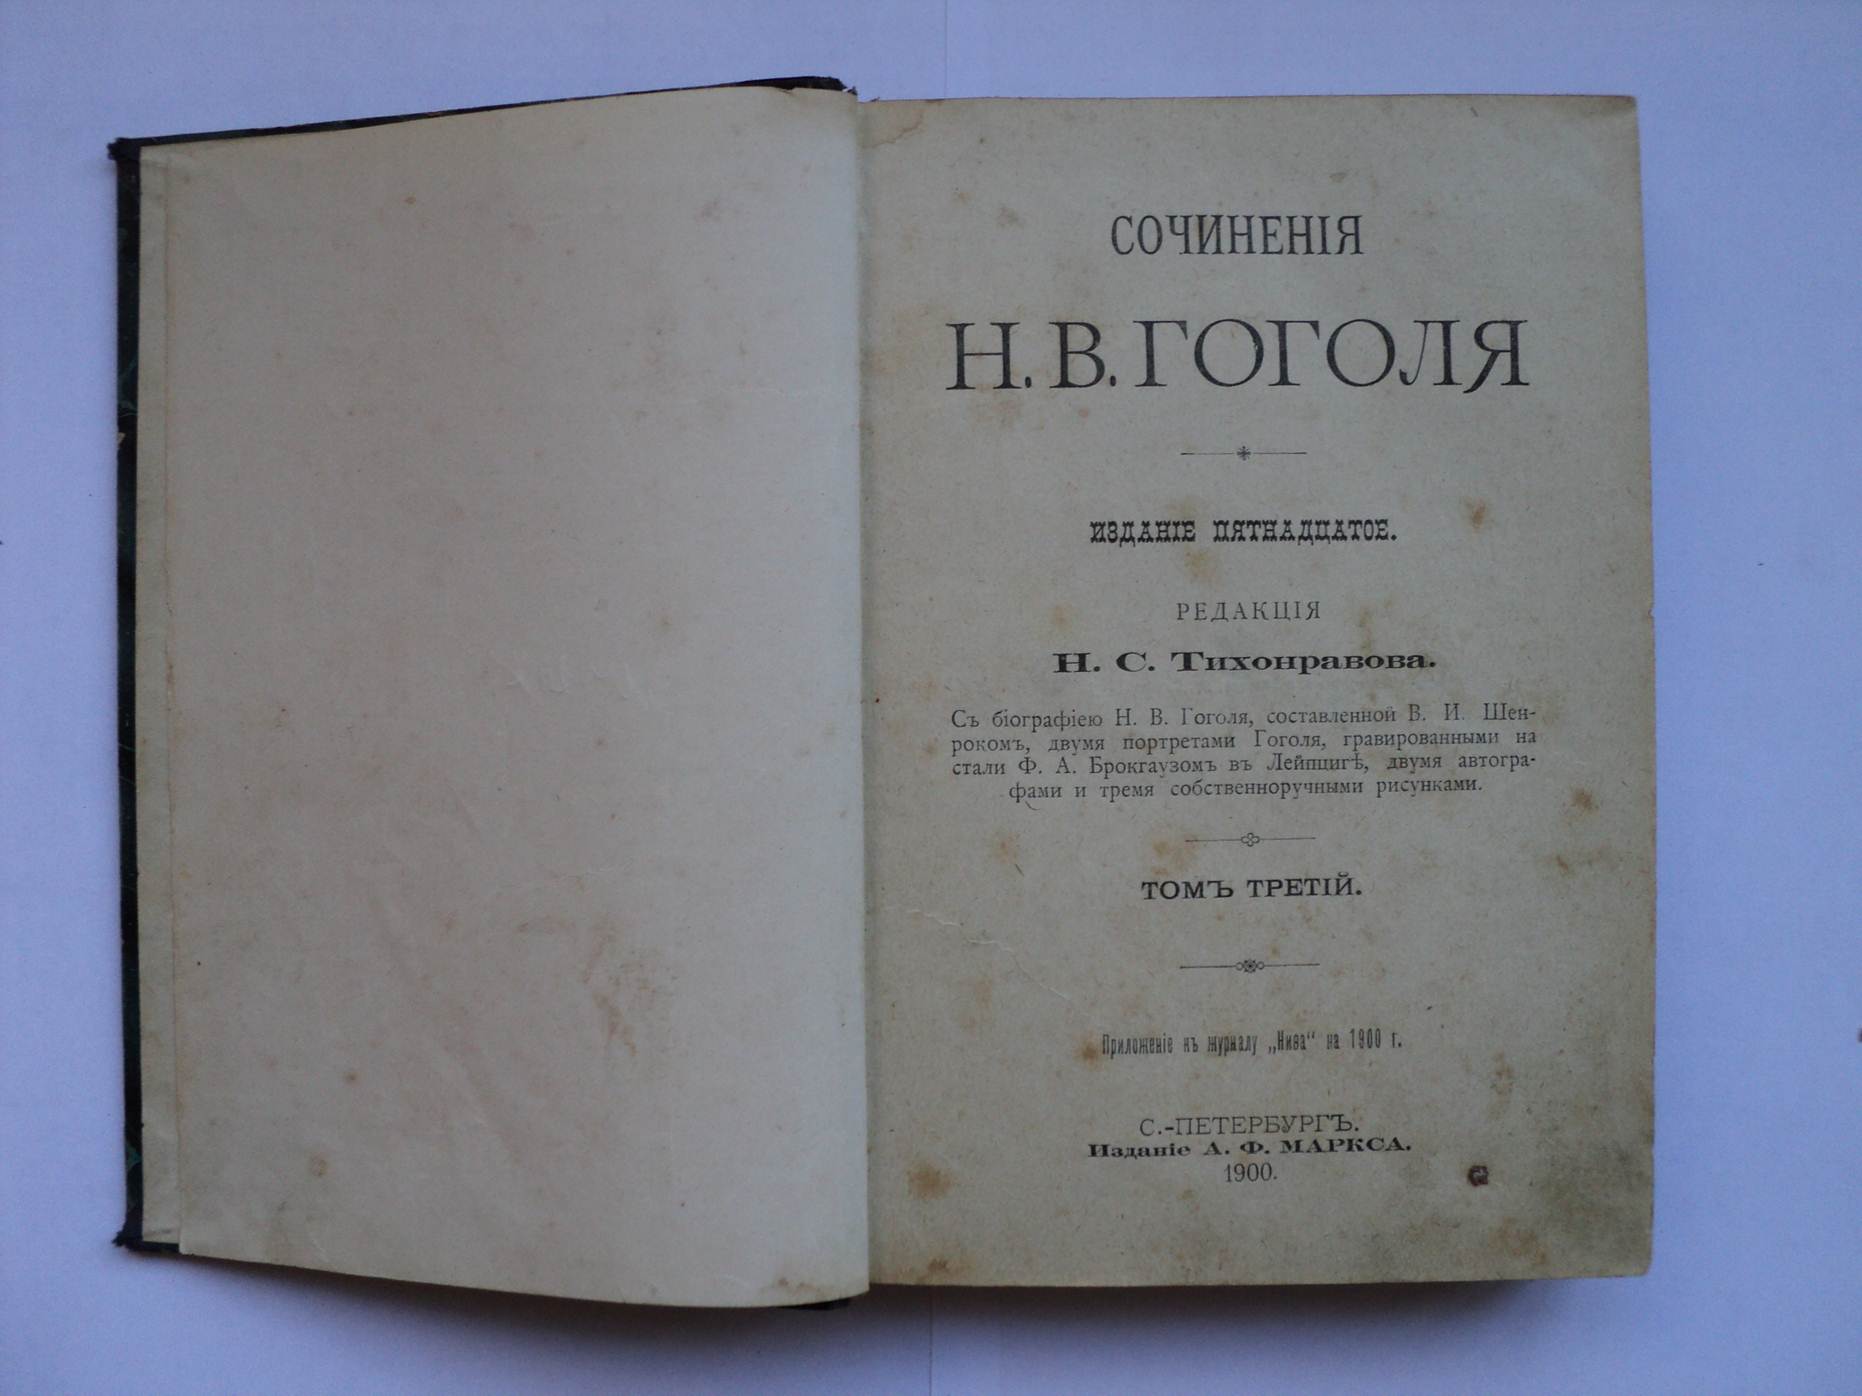 СОЧИНЕНІЯ
Н. В. ГОГОЛЯ
ИЗДАНІЕ ПЯТНАДЦАТОЕ.
РЕДАКЦІЯ
Н. С. Тихонравова.
Съ біографіею Н. В. Гоголя, составленной В. И. Шен-
рокомъ, двумя портретами Гоголя, гравированными на
стали Ф. А. Брокгаузомъ въ Лейпцигѣ, двумя автогра-
фами и тремя собственноручными рисунками.
ТОМЪ ТРЕТІЙ.
Приложеніе къ журналу „Нива“ на 1900 г.
С.-ПЕТЕРБУРГЪ.
Изданіе А. Ф. МАРКСА.
1900.